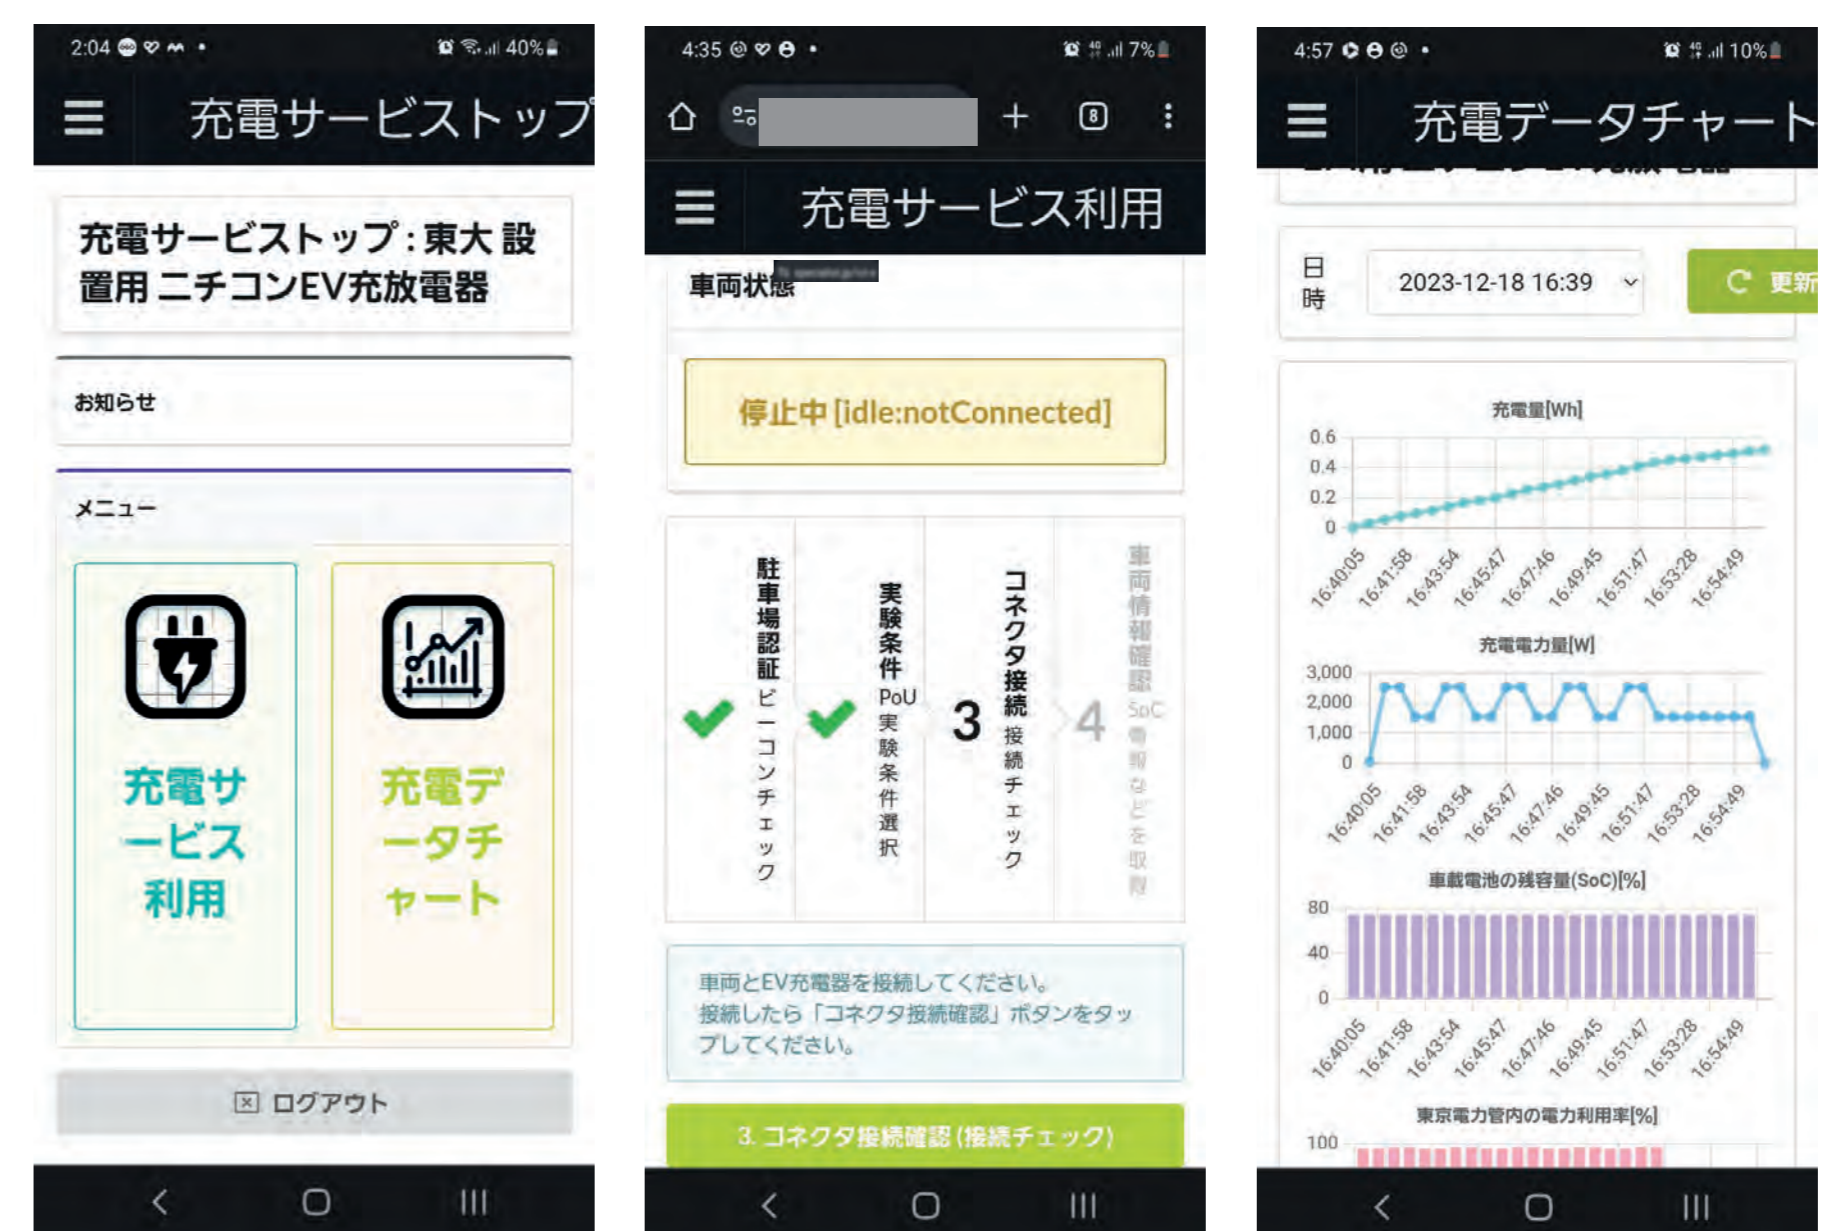 2:04
40%
充電サービストップ
充電サービストップ : 東大 設
置用 ニチコンEV充放電器
お知らせ
メニュー
充電サ
ービス
利用
充電デ
ータチ
ャート
ログアウト
4:35
4G
7%
8
充電サービス利用
車両状態
停止中 [idle:notConnected]
駐車場認証 ビーコンチェック
実験条件 PoU実験条件選択
3 コネクタ接続 接続チェック
4 車両情報確認 SoC情報などを取得
車両とEV充電器を接続してください。
接続したら「コネクタ接続確認」ボタンをタッ
プしてください。
3. コネクタ接続確認 (接続チェック)
4:57
4G
10%
充電データチャート
日
時
2023-12-18 16:39
更新
充電量[Wh]
0.6
0.4
0.2
0
16:40:05 16:41:58 16:43:54 16:45:47 16:47:46 16:49:45 16:51:47 16:53:28 16:54:49
充電電力量[W]
3,000
2,000
1,000
0
16:40:05 16:41:58 16:43:54 16:45:47 16:47:46 16:49:45 16:51:47 16:53:28 16:54:49
車載電池の残容量(SoC)[%]
80
40
0
16:40:05 16:41:58 16:43:54 16:45:47 16:47:46 16:49:45 16:51:47 16:53:28 16:54:49
東京電力管内の電力利用率[%]
100